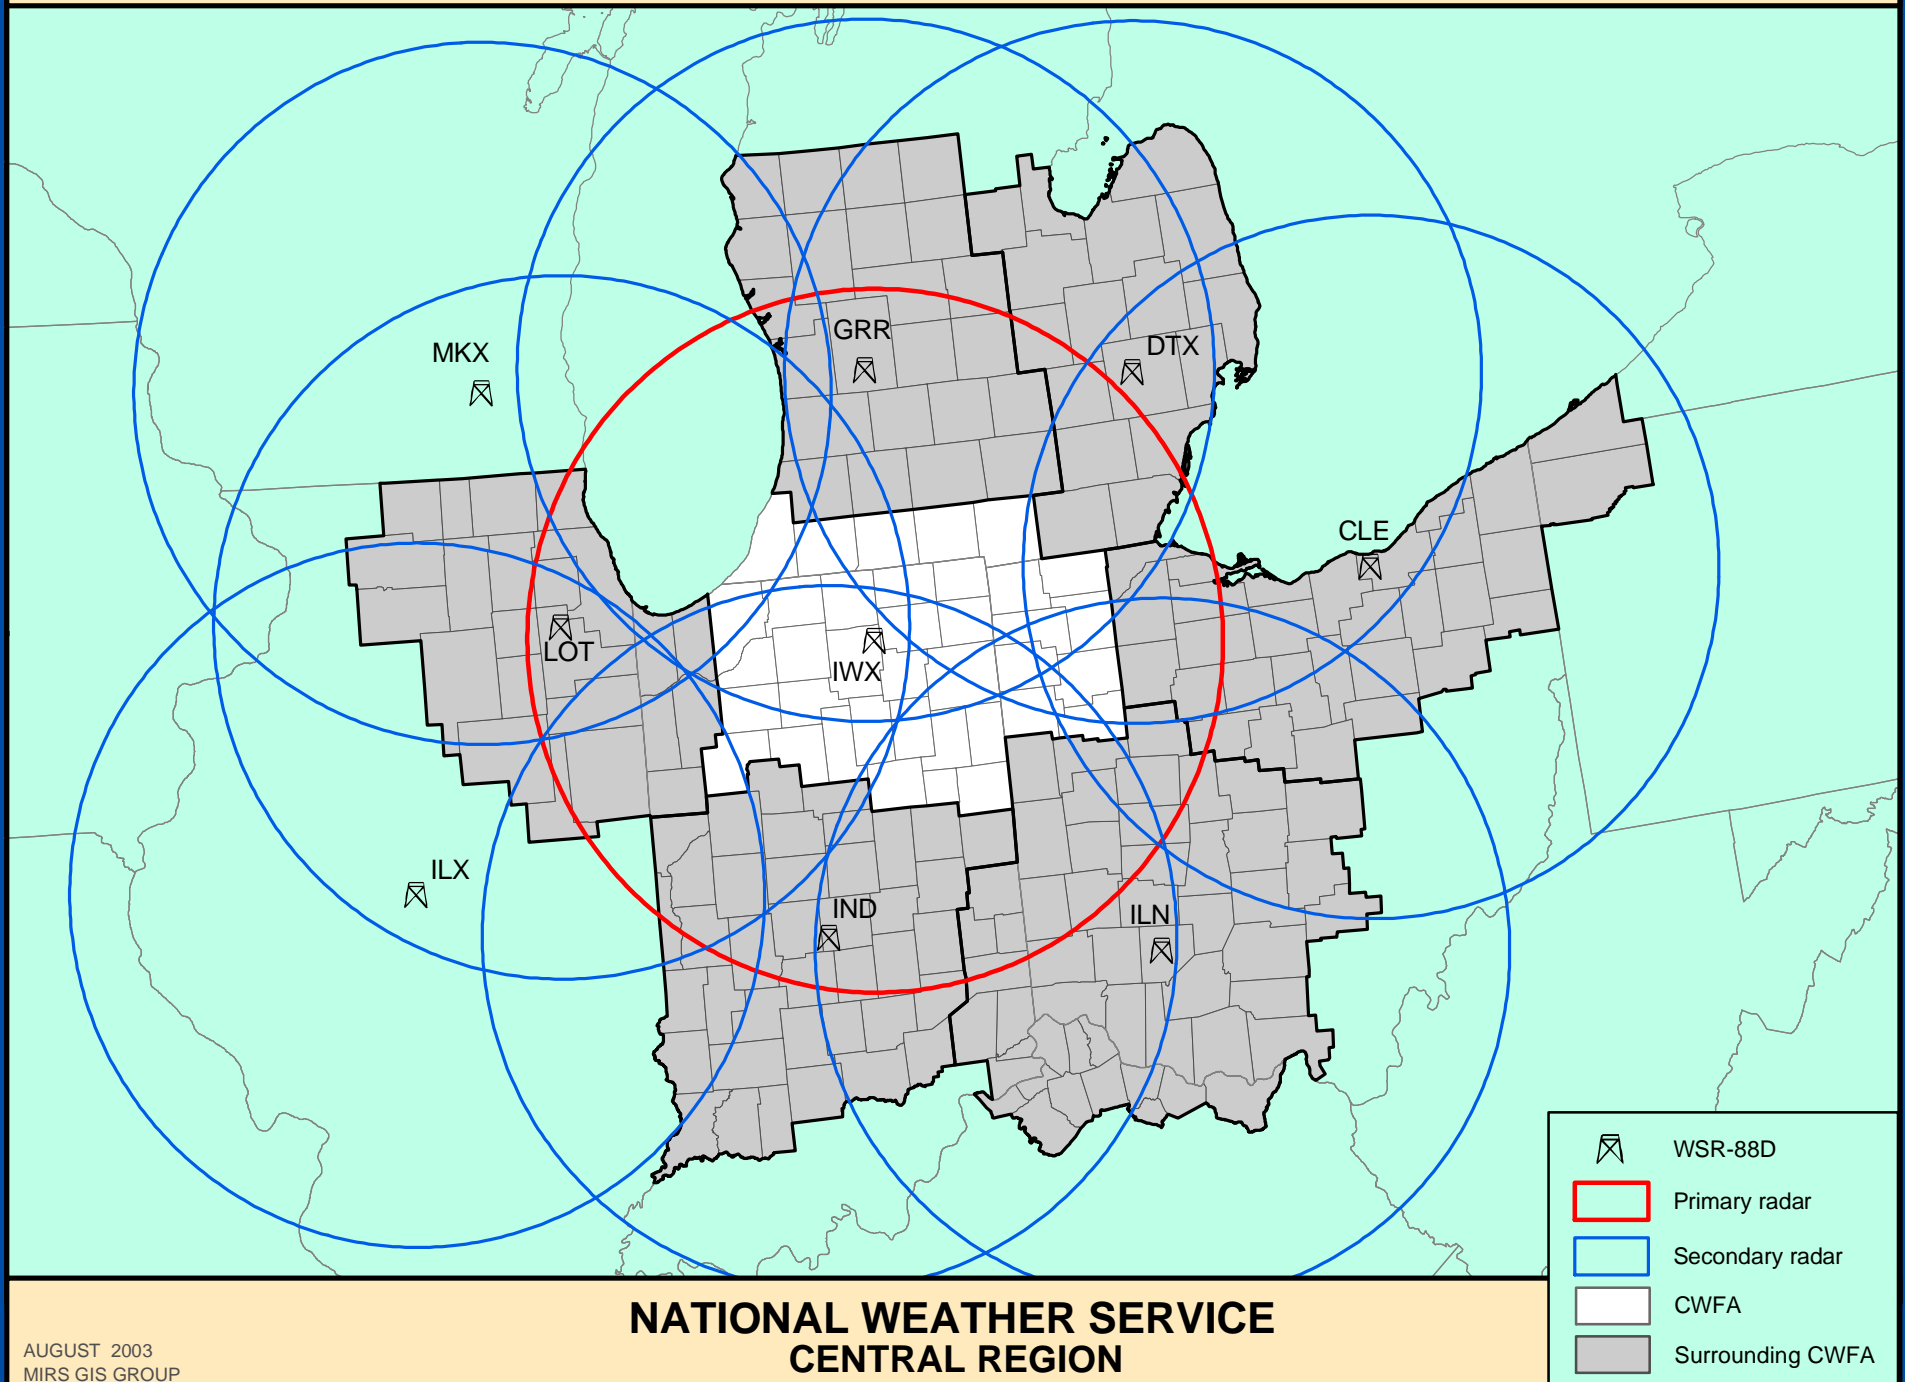 GRR
DTX
MKX
CLE
LOT
IWX
ILX
IND
ILN
WSR-88D
Primary radar
Secondary radar
CWFA
Surrounding CWFA
NATIONAL WEATHER SERVICE
CENTRAL REGION
AUGUST 2003
MIRS GIS GROUP